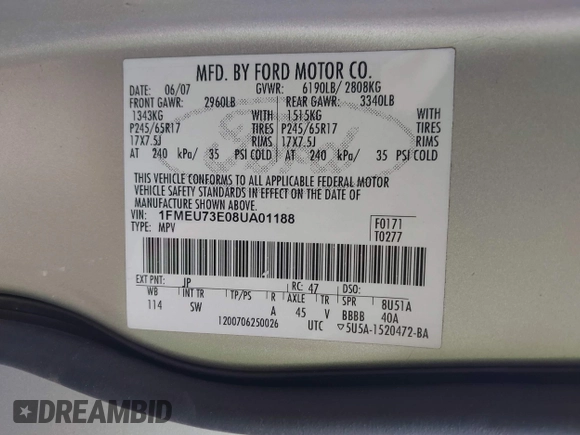 MFD. BY FORD MOTOR CO.
DATE: 06/07 GVWR: 6190LB/ 2808KG
FRONT GAWR: 2960LB REAR GAWR: 3340LB
1343KG WITH 1515KG WITH
P245/65R17 TIRES P245/65R17 TIRES
17X7.5J RIMS 17X7.5J RIMS
AT 240 kPa/ 35 PSI COLD AT 240 kPa/ 35 PSI COLD
THIS VEHICLE CONFORMS TO ALL APPLICABLE FEDERAL MOTOR
VEHICLE SAFETY STANDARDS IN EFFECT ON THE DATE OF
MANUFACTURE SHOWN ABOVE.
VIN: 1FMEU73E08UA01188 F0171
TYPE: MPV T0277
EXT PNT: JP RC: 47 DSO:
WB INT TR TP/PS R AXLE TR SPR 8U51A
114 SW A 45 V BBBB 40A
1200706250026 UTC ▽5U5A-1520472-BA
Ford
DREAMBID